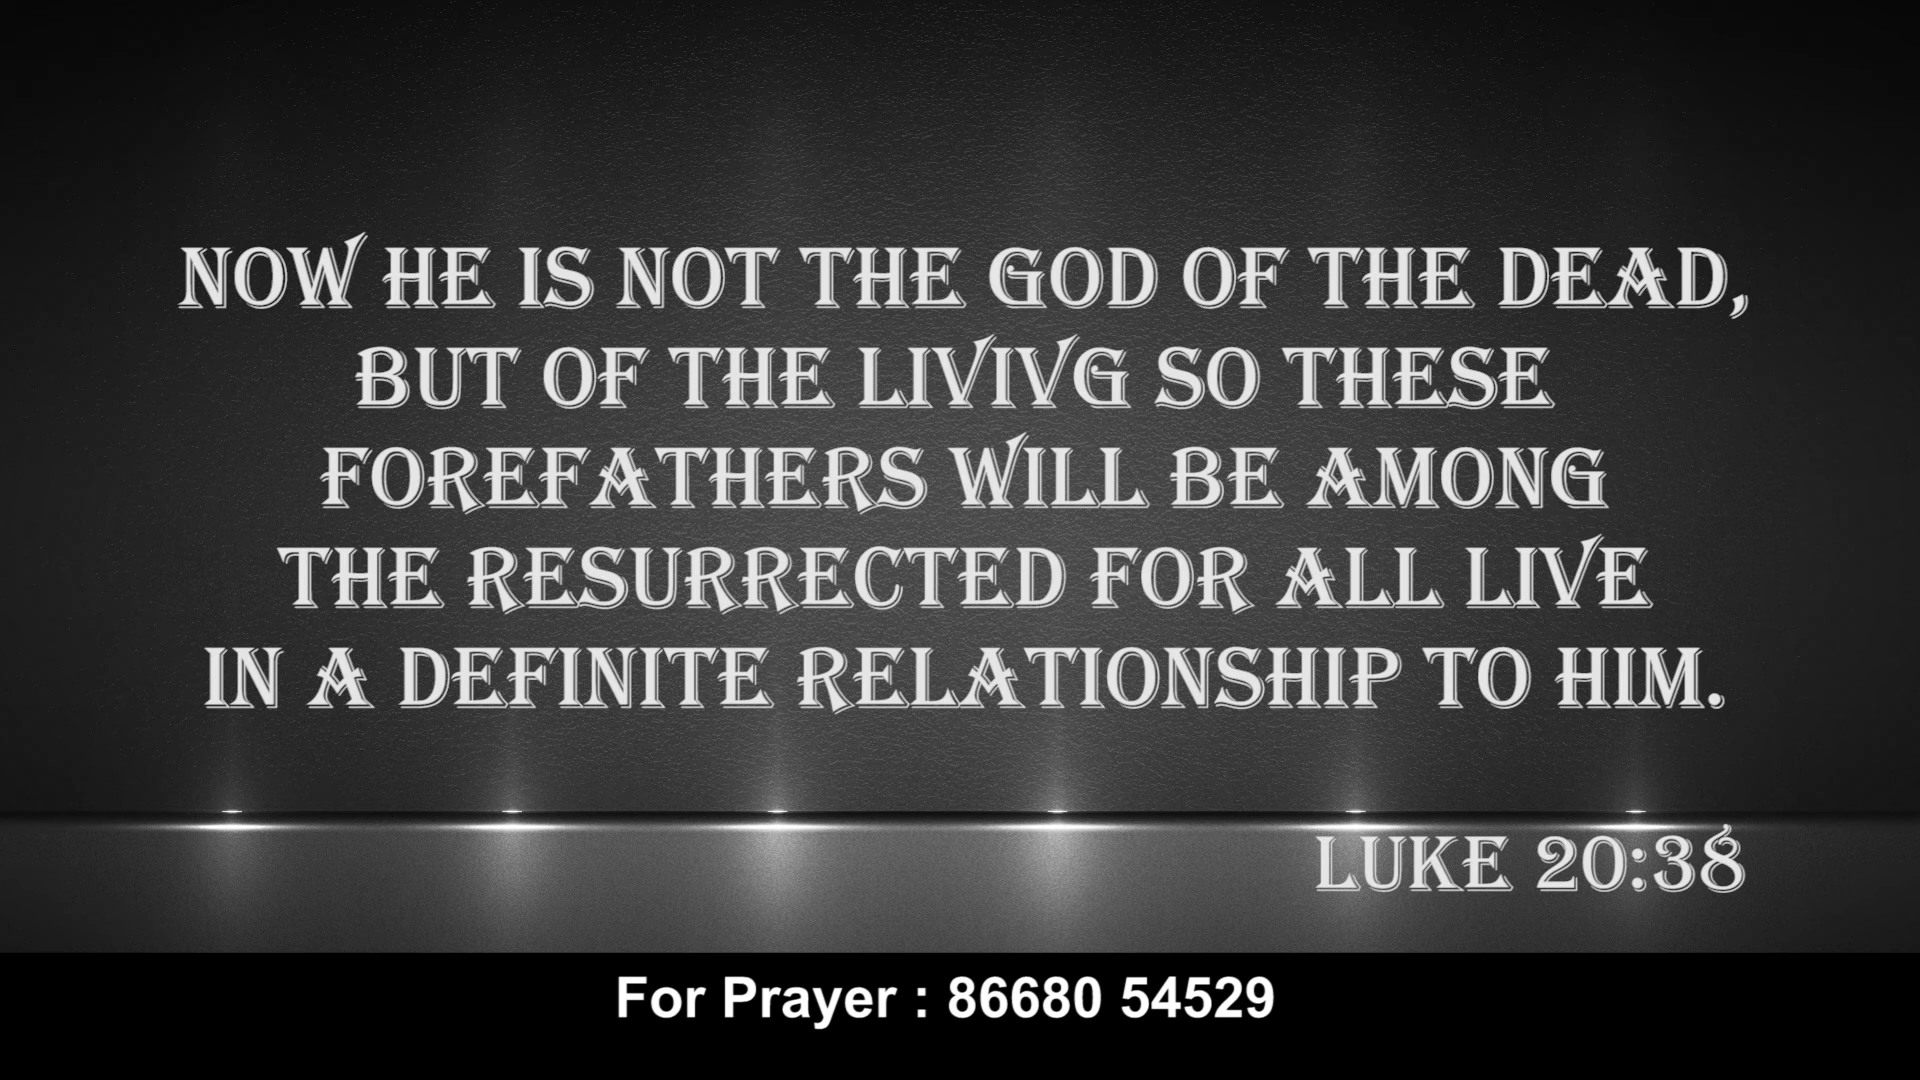 NOW HE IS NOT THE GOD OF THE DEAD,
BUT OF THE LIVIVG SO THESE
FOREFATHERS WILL BE AMONG
THE RESURRECTED FOR ALL LIVE
IN A DEFINITE RELATIONSHIP TO HIM.
LUKE 20:38
For Prayer : 86680 54529